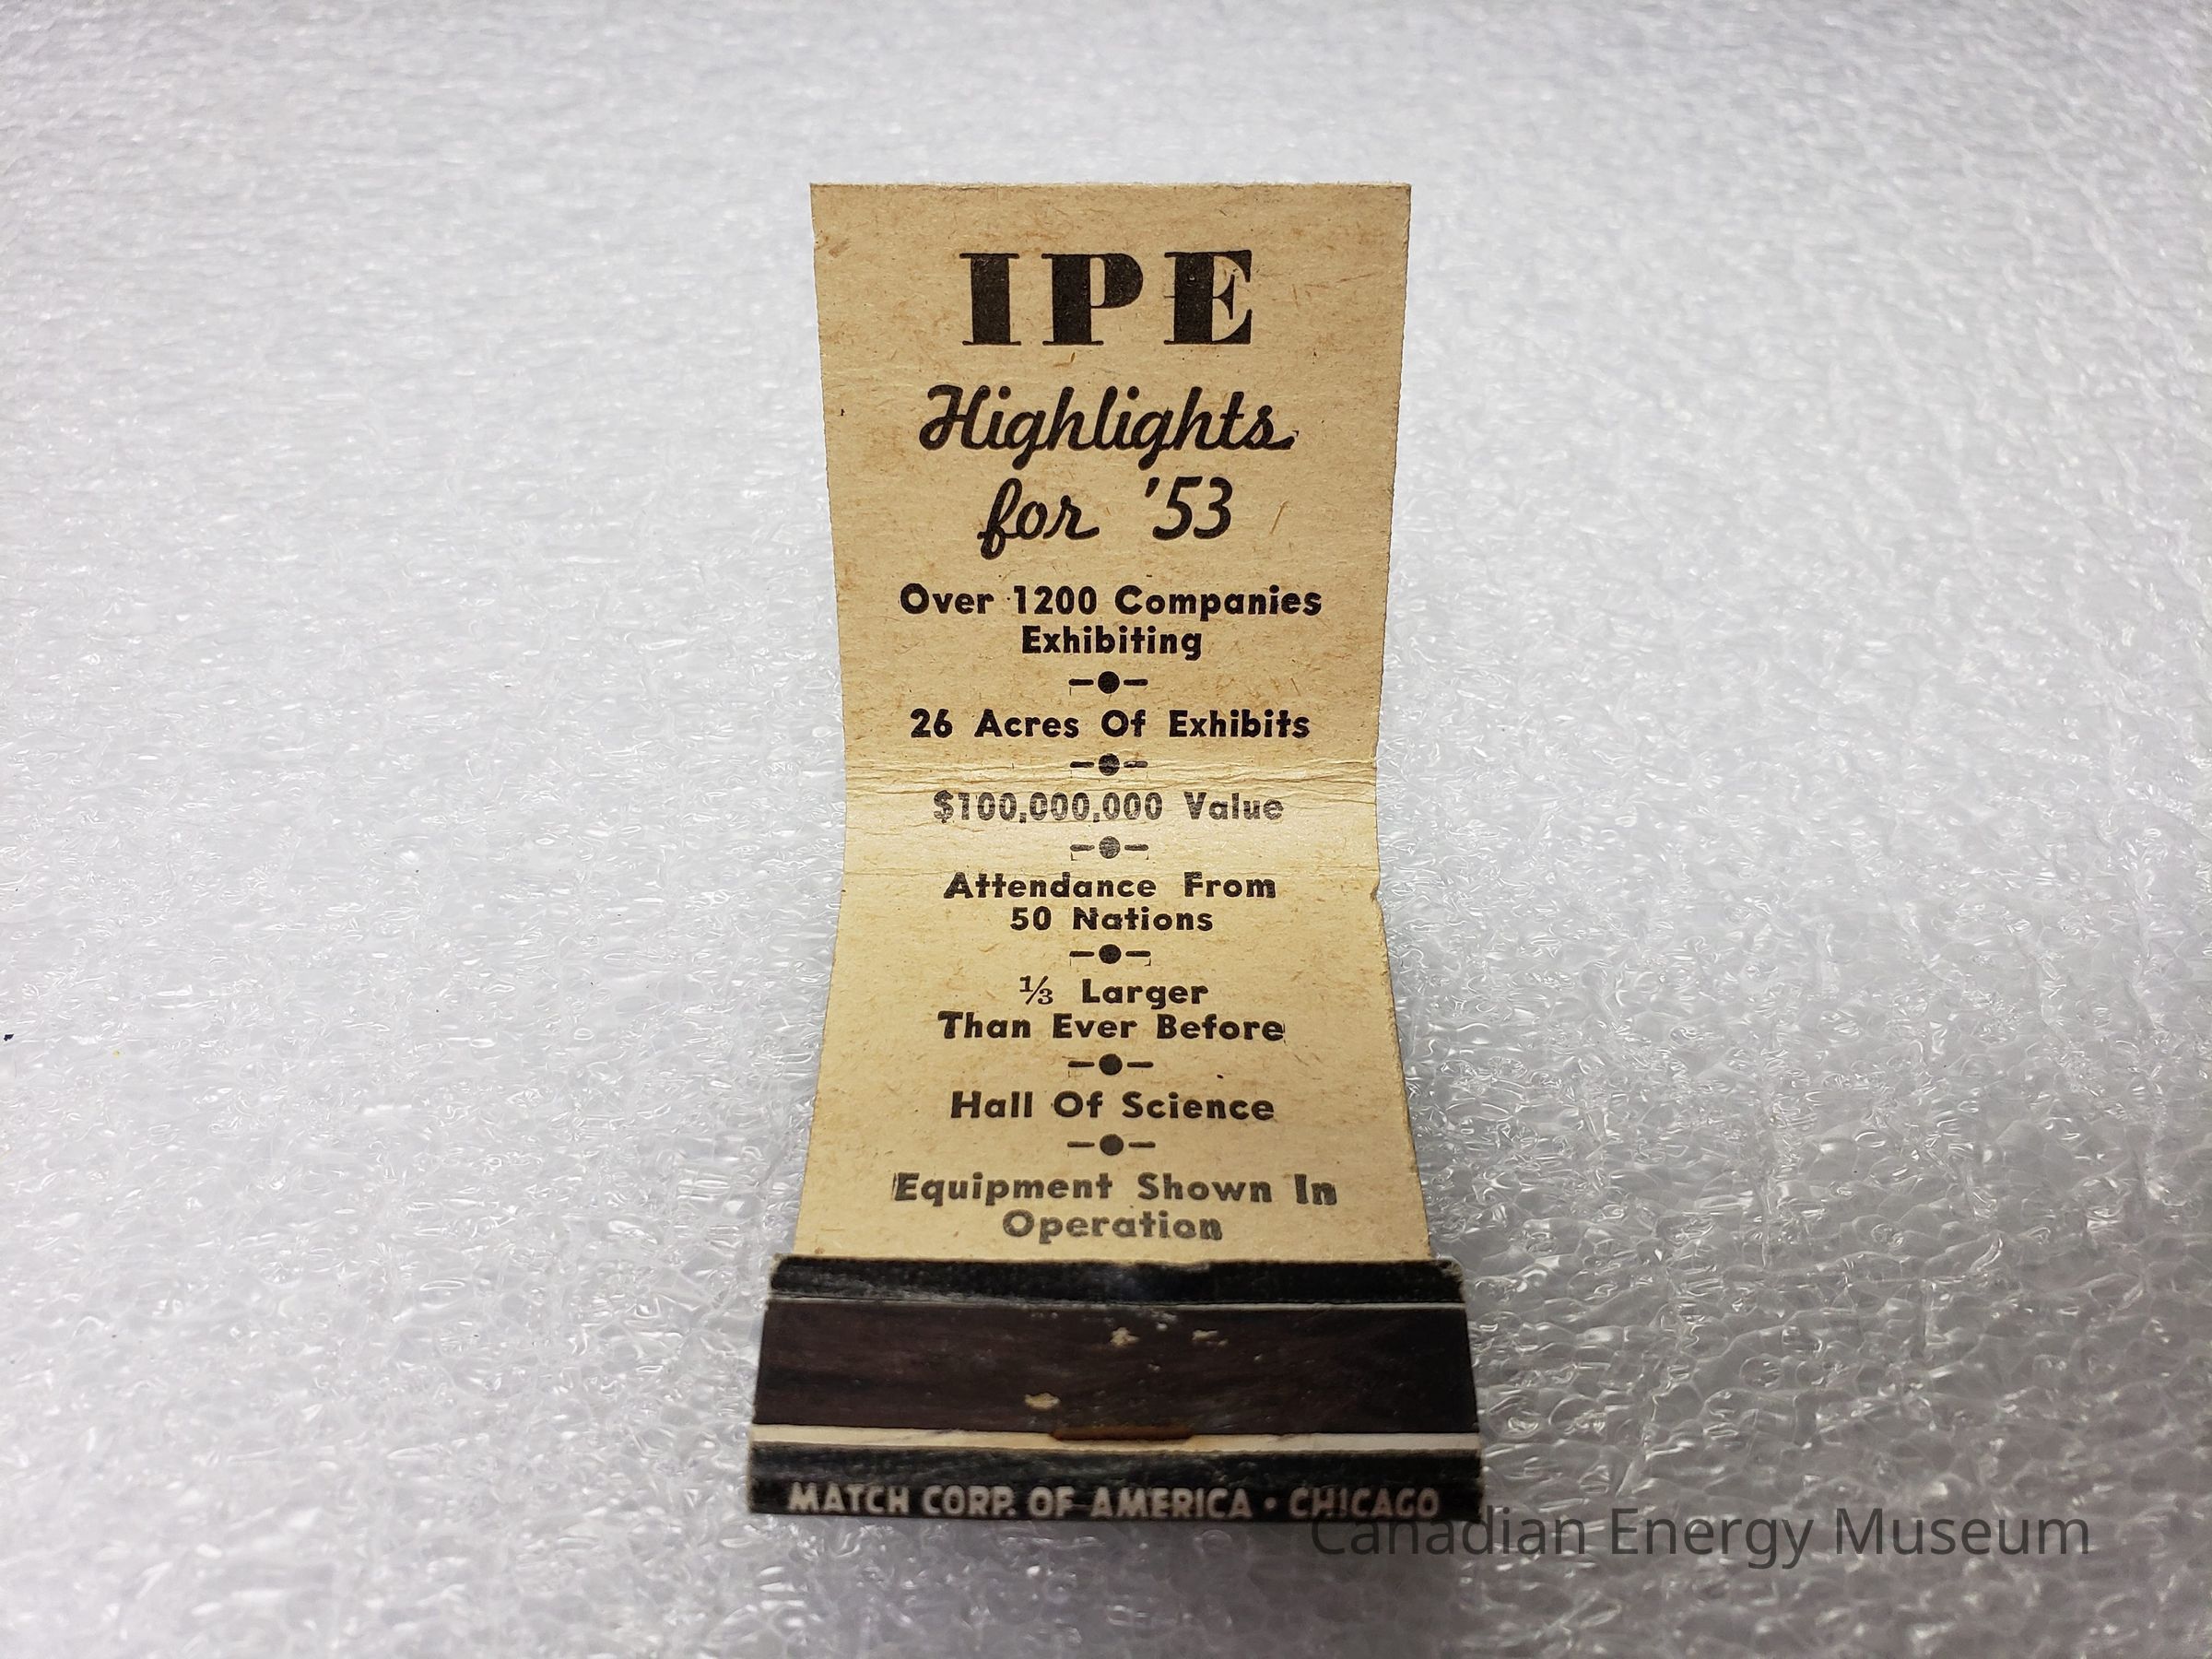 IPE
Highlights
for '53
Over 1200 Companies
Exhibiting
26 Acres Of Exhibits
$100,000,000 Value
Attendance From
50 Nations
⅓ Larger
Than Ever Before
Hall Of Science
Equipment Shown In
Operation
MATCH CORP. OF AMERICA • CHICAGO
Canadian Energy Museum